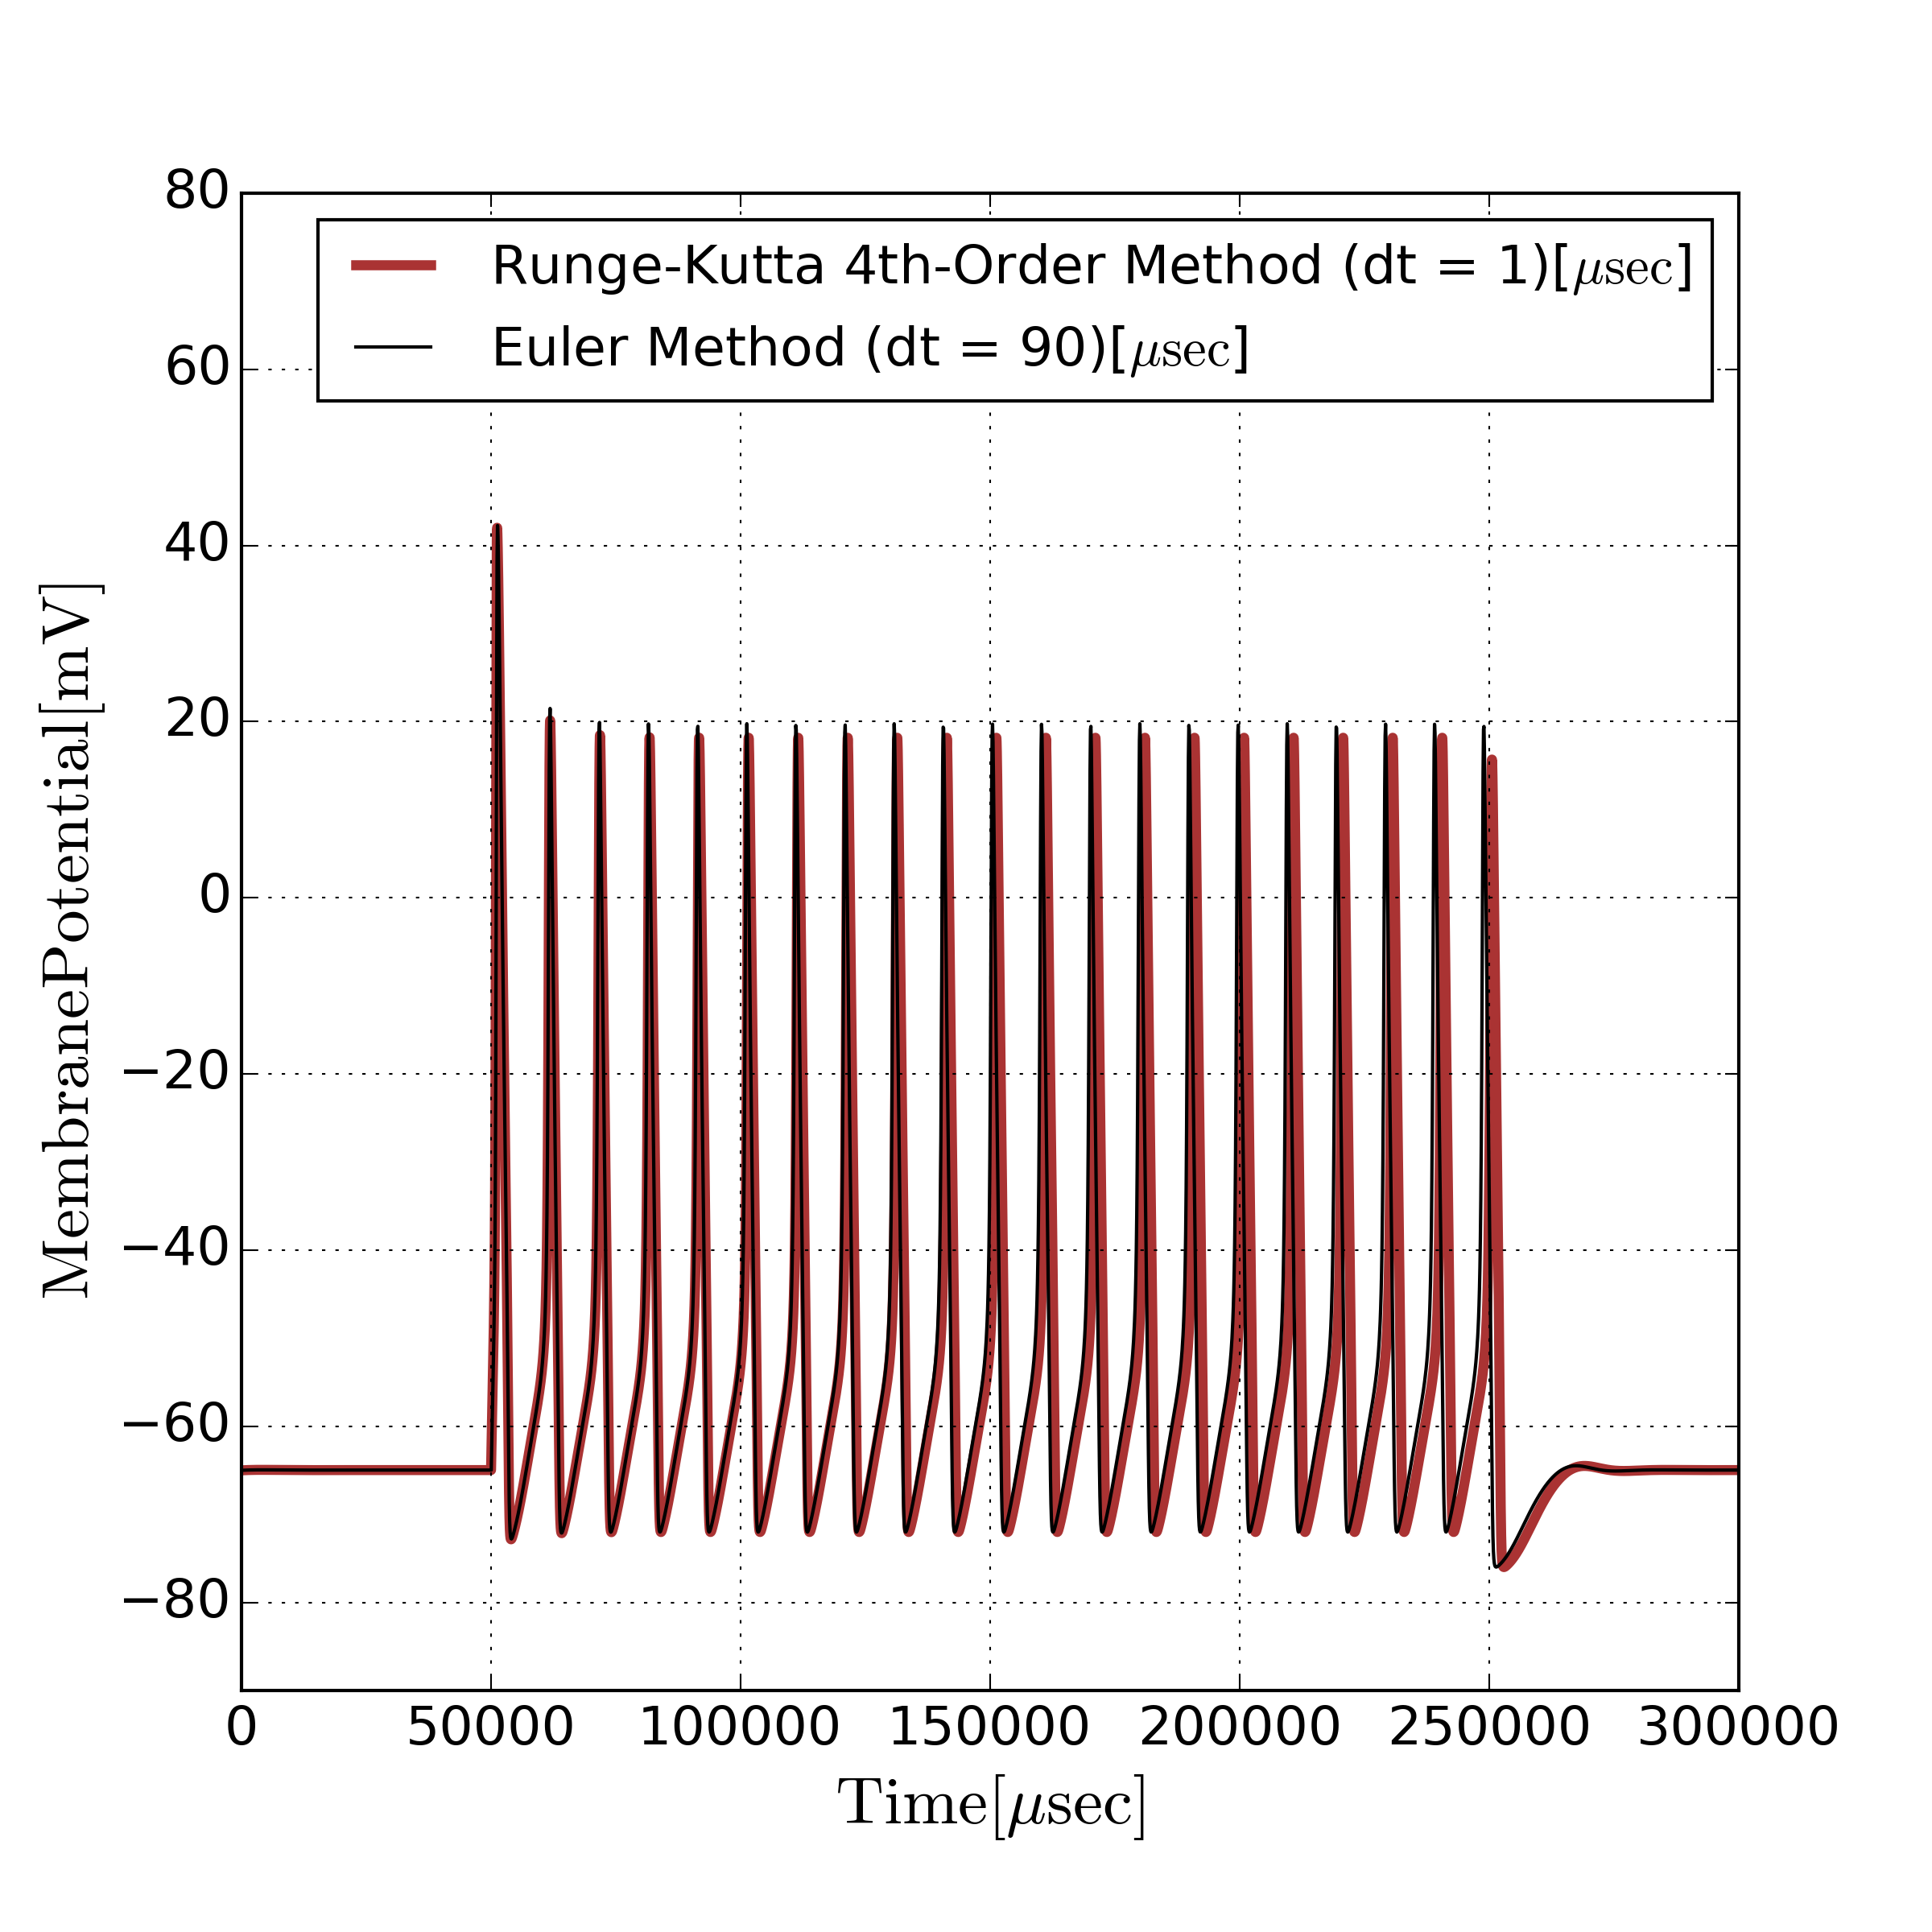 Runge-Kutta 4th-Order Method (dt = 1)[μsec]
Euler Method (dt = 90)[μsec]
80
60
40
20
0
−20
−40
−60
−80
MembranePotential[mV]
0 50000 100000 150000 200000 250000 300000
Time[μsec]